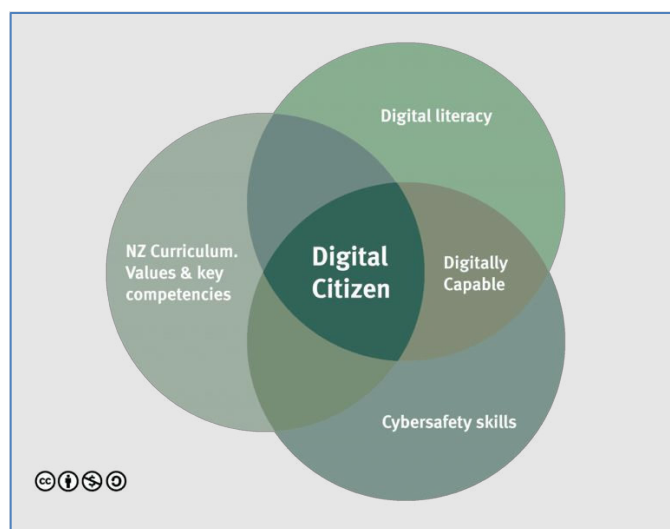 Digital literacy
NZ Curriculum.
Values & key
competencies
Digital
Citizen
Digitally
Capable
Cybersafety skills